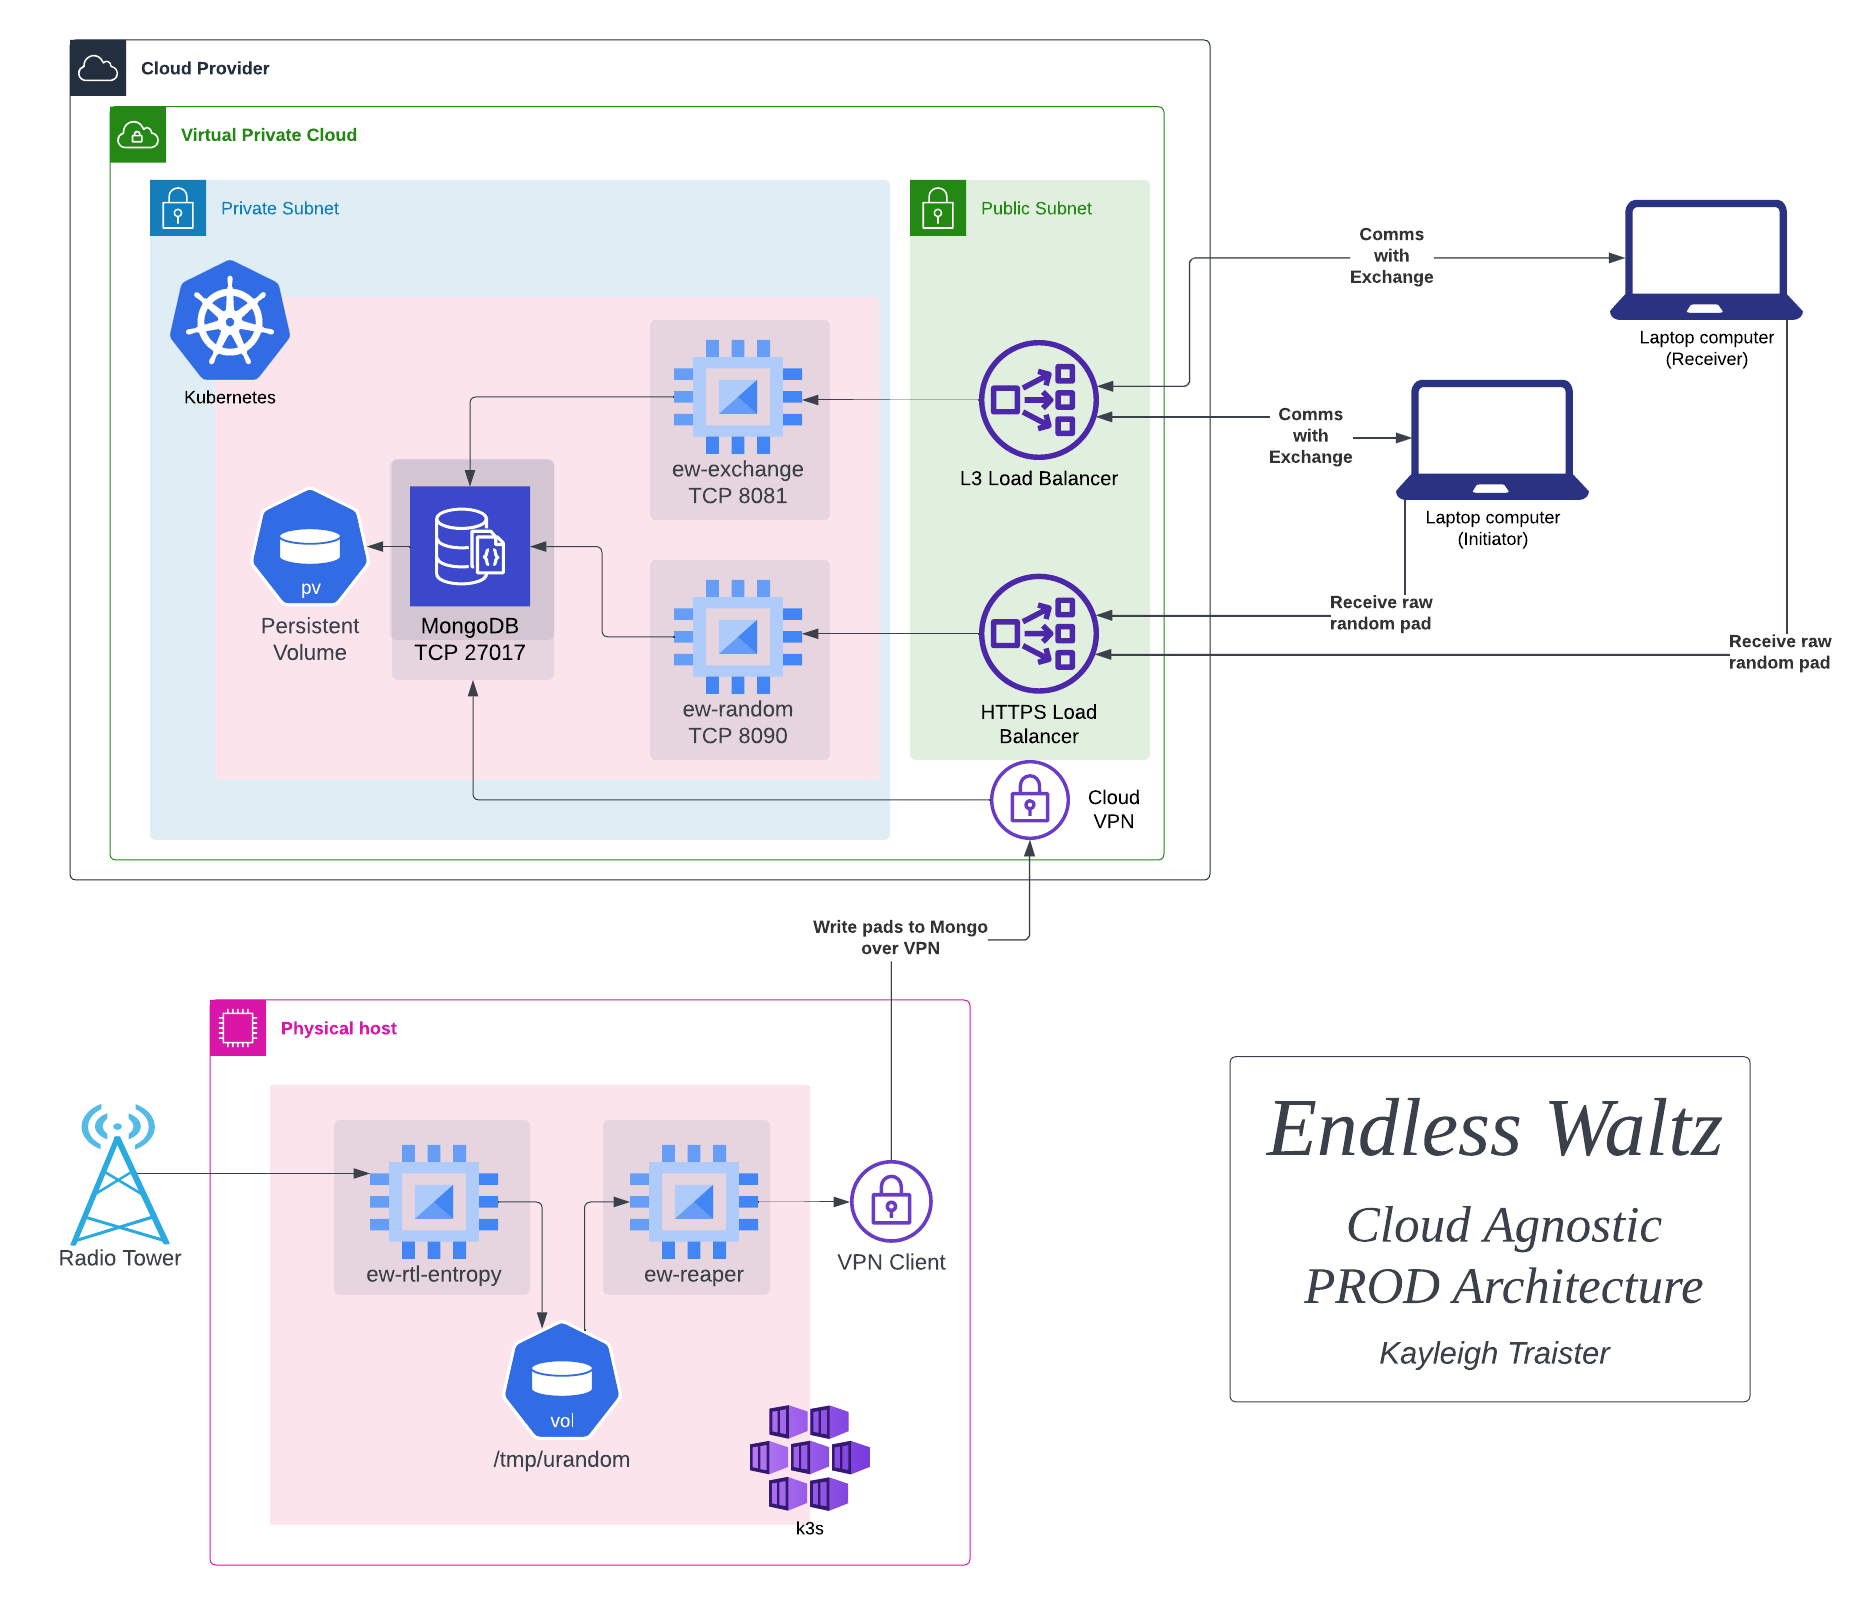 Cloud Provider
Virtual Private Cloud
Private Subnet
Public Subnet
Kubernetes
ew-exchange
TCP 8081
L3 Load Balancer
Comms
with
Exchange
Laptop computer
(Receiver)
Comms
with
Exchange
Laptop computer
(Initiator)
pv
Persistent
Volume
MongoDB
TCP 27017
ew-random
TCP 8090
HTTPS Load
Balancer
Receive raw
random pad
Receive raw
random pad
Cloud
VPN
Write pads to Mongo
over VPN
Physical host
Radio Tower
ew-rtl-entropy
ew-reaper
VPN Client
vol
/tmp/urandom
k3s
Endless Waltz
Cloud Agnostic
PROD Architecture
Kayleigh Traister